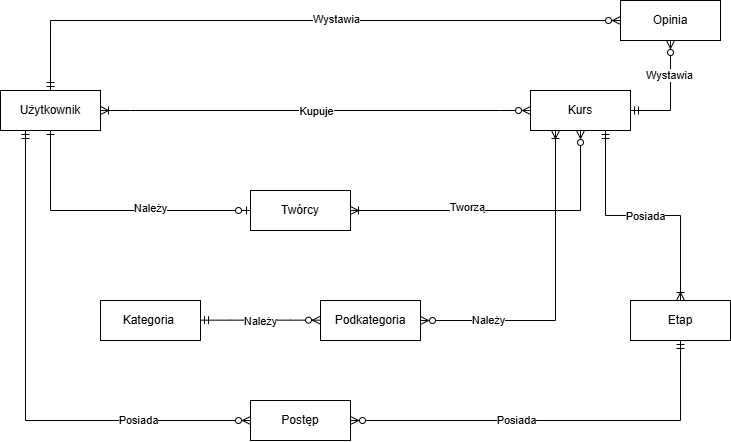 Wystawia
Opinia
Wystawia
Użytkownik
Kupuje
Kurs
Należy
Twórcy
Tworzą
Posiada
Kategoria
Należy
Podkategoria
Należy
Etap
Posiada
Postęp
Posiada